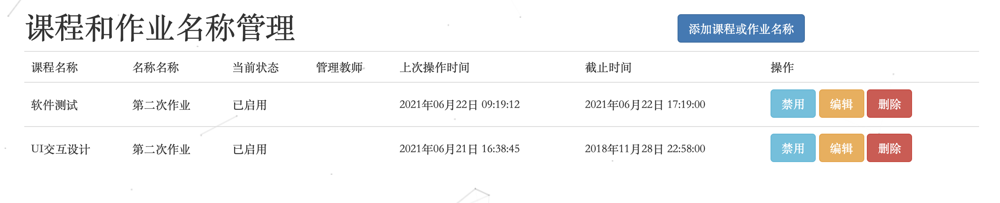 课程和作业名称管理 添加课程或作业名称
课程名称 名称名称 当前状态 管理教师 上次操作时间 截止时间 操作
软件测试 第二次作业 已启用 2021年06月22日 09:19:12 2021年06月22日 17:19:00 禁用 编辑 删除
UI交互设计 第二次作业 已启用 2021年06月21日 16:38:45 2018年11月28日 22:58:00 禁用 编辑 删除